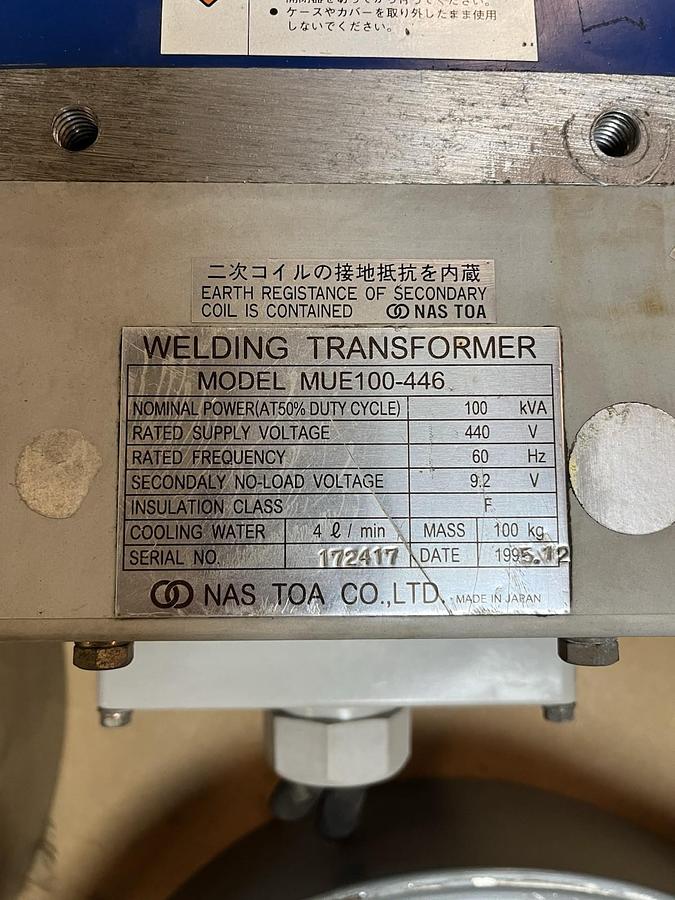 ● ケースやカバーを取り外したまま使用
しないでください。
二次コイルの接地抵抗を内蔵
EARTH REGISTANCE OF SECONDARY
COIL IS CONTAINED NAS TOA
WELDING TRANSFORMER
MODEL MUE100-446
NOMINAL POWER(AT50% DUTY CYCLE) 100 kVA
RATED SUPPLY VOLTAGE 440 V
RATED FREQUENCY 60 Hz
SECONDALY NO-LOAD VOLTAGE 9.2 V
INSULATION CLASS F
COOLING WATER 4 ℓ / min MASS 100 kg
SERIAL NO. 172417 DATE 1995.12
NAS TOA CO.,LTD. MADE IN JAPAN